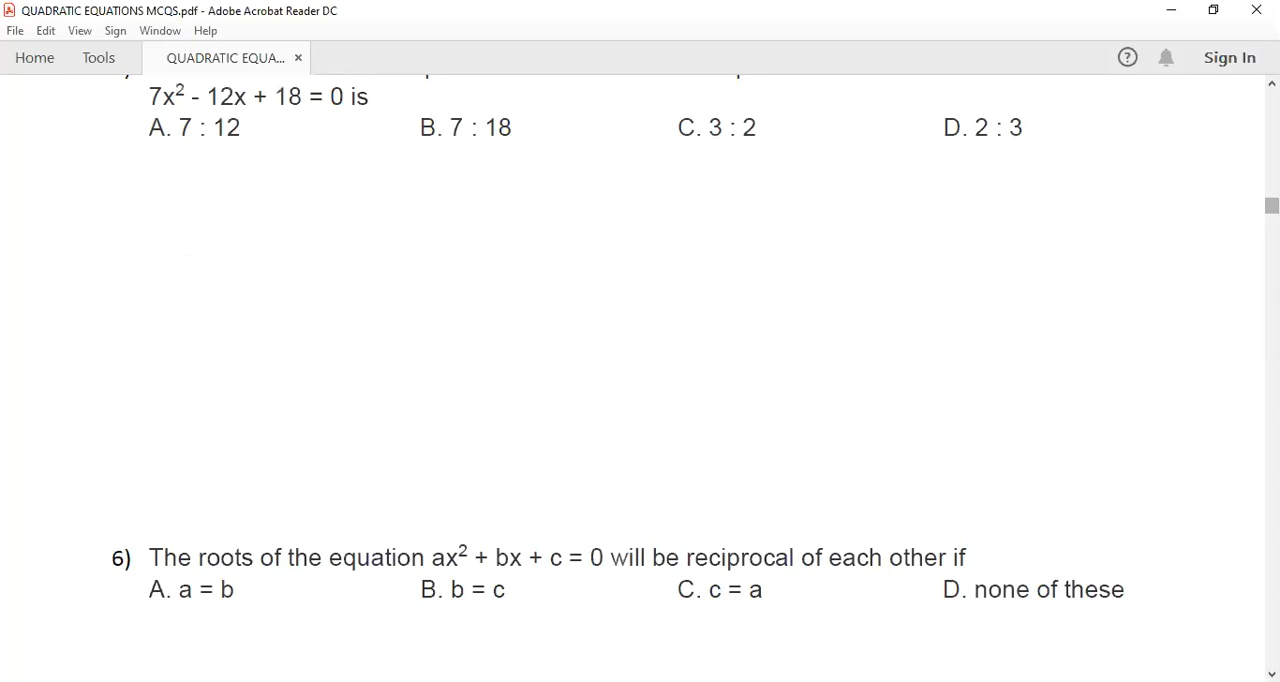 QUADRATIC EQUATIONS MCQS.pdf - Adobe Acrobat Reader DC
File Edit View Sign Window Help
Home Tools QUADRATIC EQUA... × ? Sign In
7x² - 12x + 18 = 0 is
A. 7 : 12 B. 7 : 18 C. 3 : 2 D. 2 : 3
6) The roots of the equation ax² + bx + c = 0 will be reciprocal of each other if
A. a = b B. b = c C. c = a D. none of these